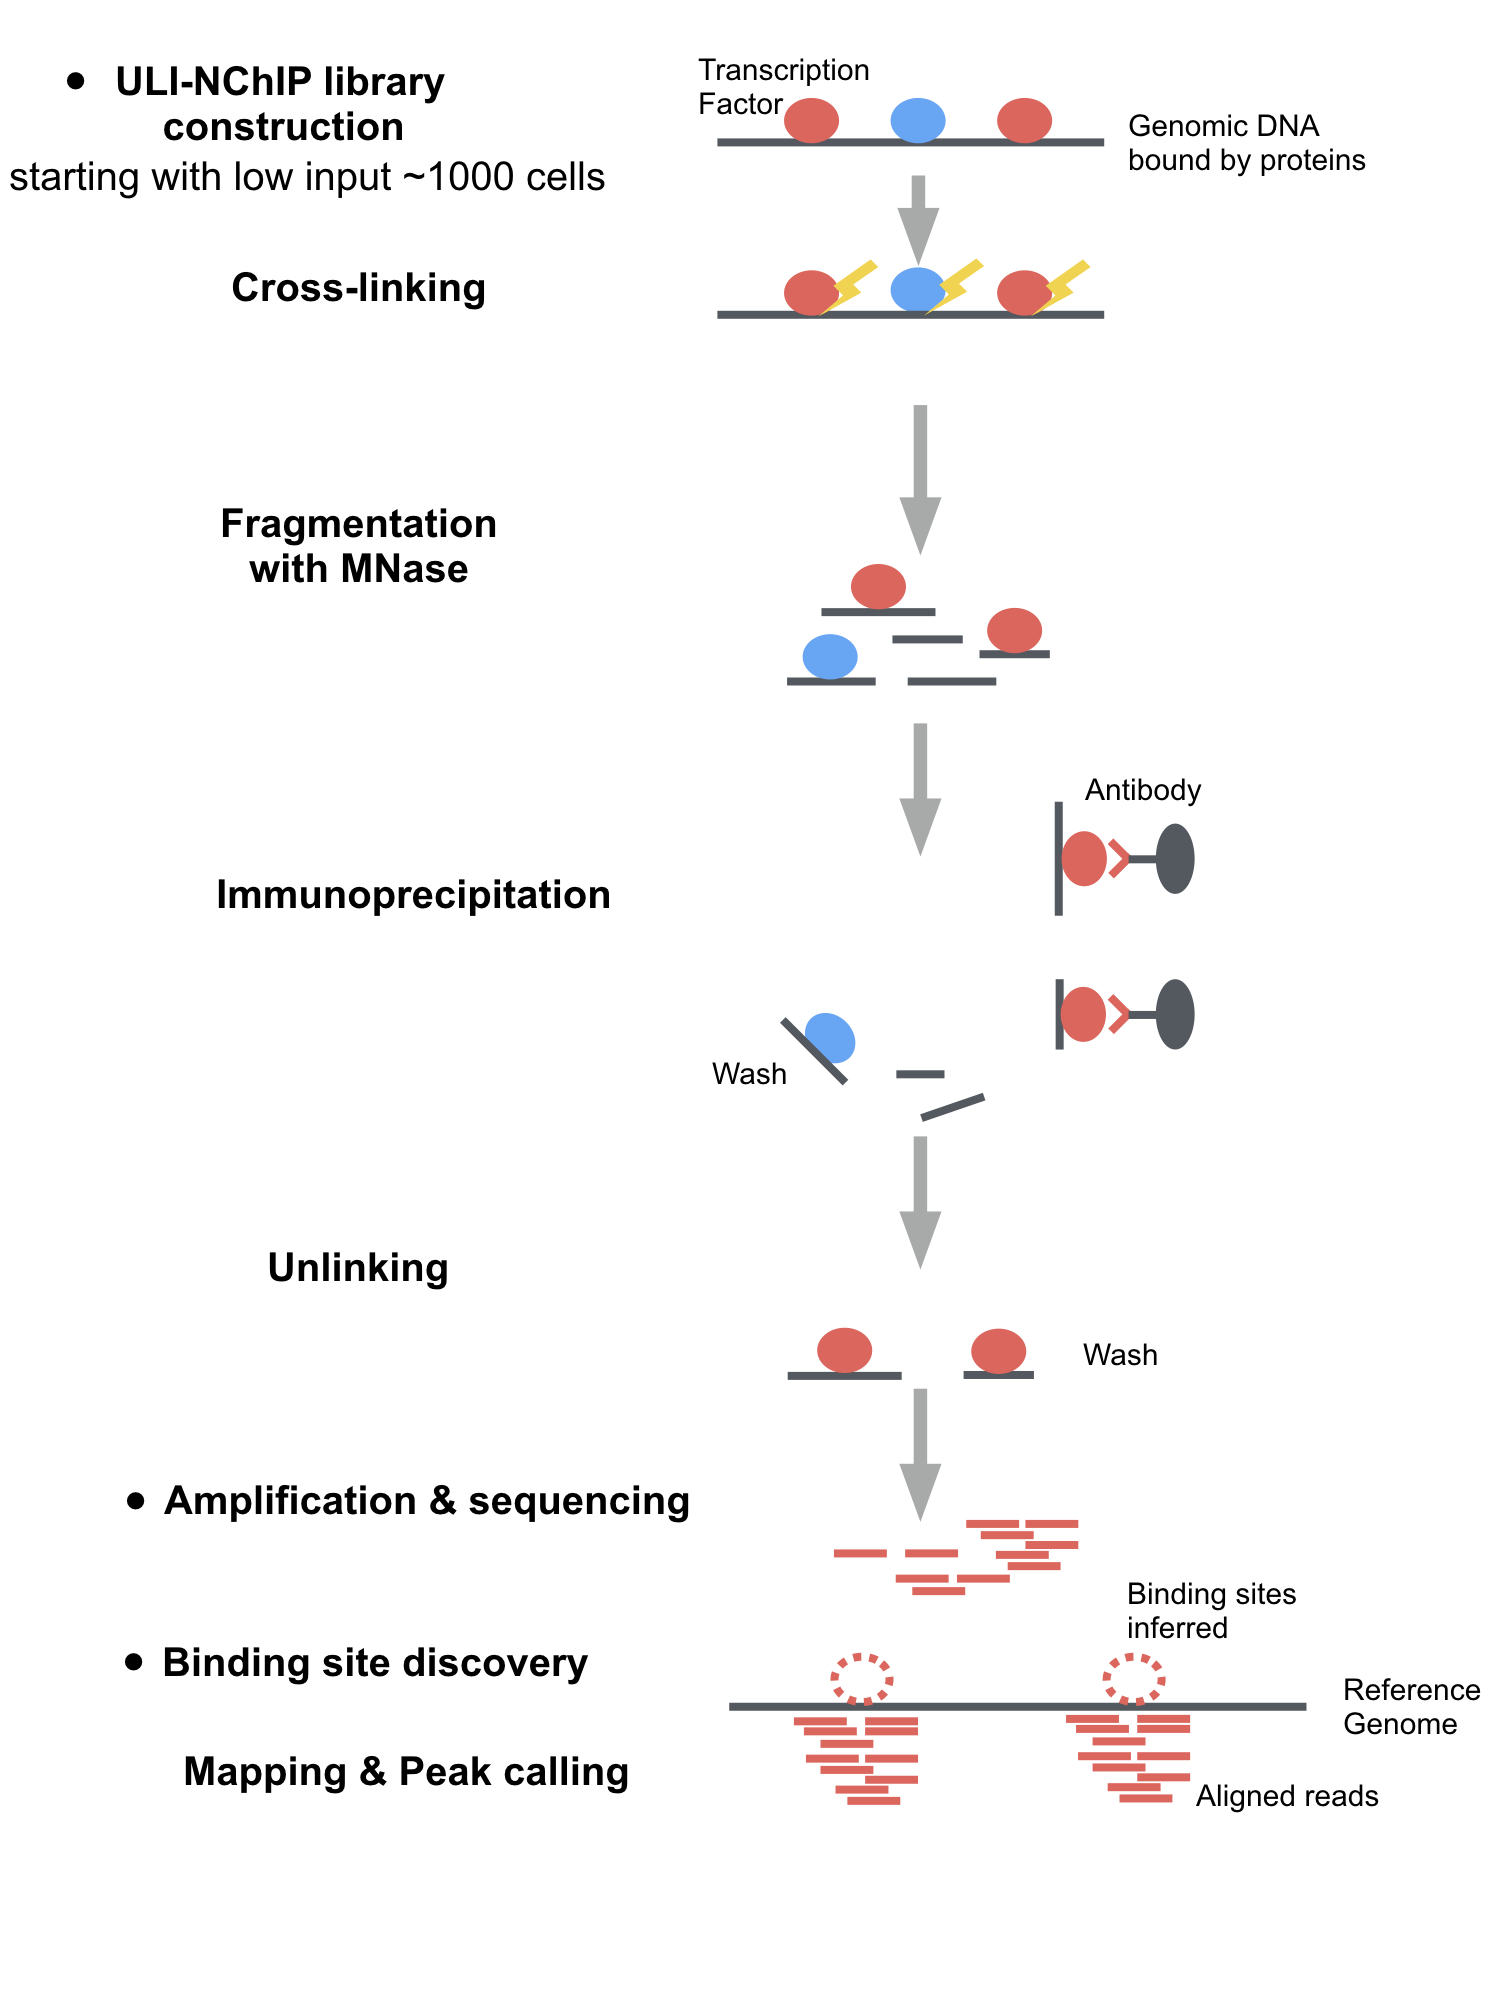 ● ULI-NChIP library
construction
starting with low input ~1000 cells
Transcription
Factor
Genomic DNA
bound by proteins
Cross-linking
Fragmentation
with MNase
Antibody
Immunoprecipitation
Wash
Unlinking
Wash
● Amplification & sequencing
Binding sites
inferred
● Binding site discovery
Reference
Genome
Mapping & Peak calling
Aligned reads